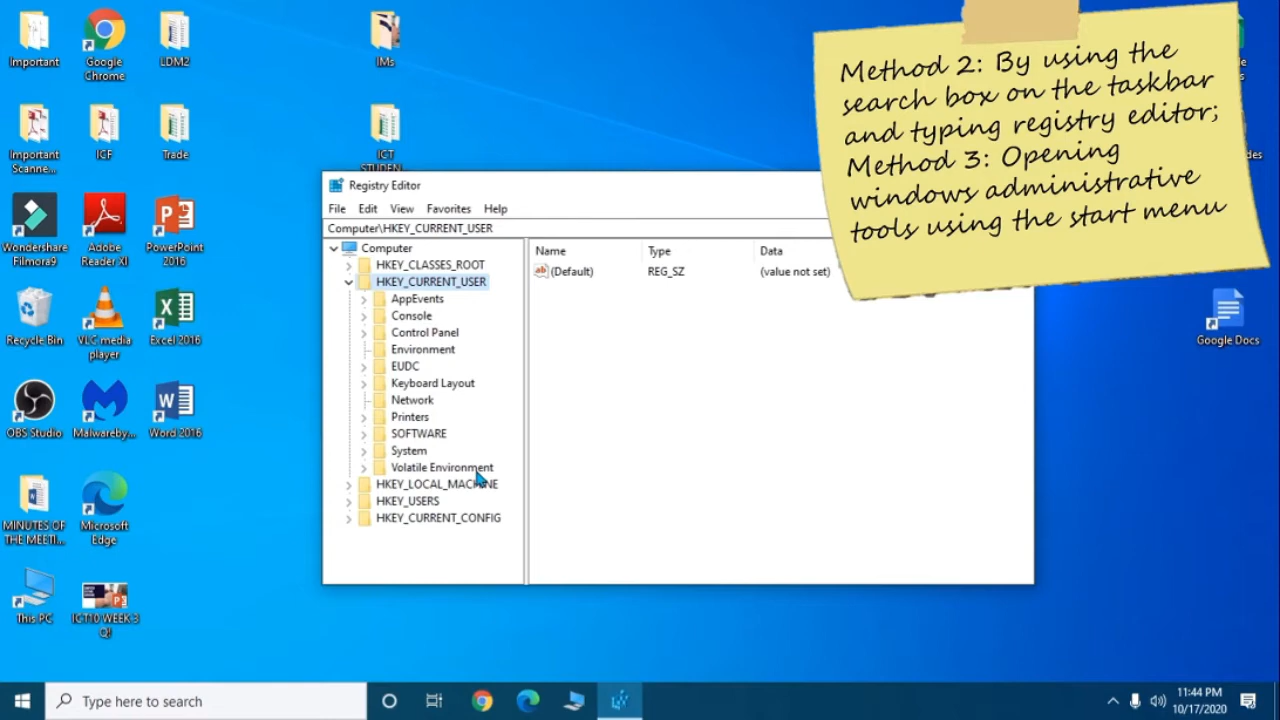 Important
Google
Chrome
LDM2
IMs
Important
Scanne...
ICF
Trade
ICT
STUDEN
Wondershare
Filmora9
Adobe
Reader XI
PowerPoint
2016
Recycle Bin
VLC media
player
Excel 2016
OBS Studio
Malwareby...
Word 2016
MINUTES OF
THE MEETI...
Microsoft
Edge
This PC
ICT10 WEEK 3
Google Docs
Method 2: By using the
search box on the taskbar
and typing registry editor;
Method 3: Opening
windows administrative
tools using the start menu
Registry Editor
File Edit View Favorites Help
Computer\HKEY_CURRENT_USER
Computer
HKEY_CLASSES_ROOT
HKEY_CURRENT_USER
AppEvents
Console
Control Panel
Environment
EUDC
Keyboard Layout
Network
Printers
SOFTWARE
System
Volatile Environment
HKEY_LOCAL_MACHINE
HKEY_USERS
HKEY_CURRENT_CONFIG
Name Type Data
(Default) REG_SZ (value not set)
Type here to search
11:44 PM
10/17/2020